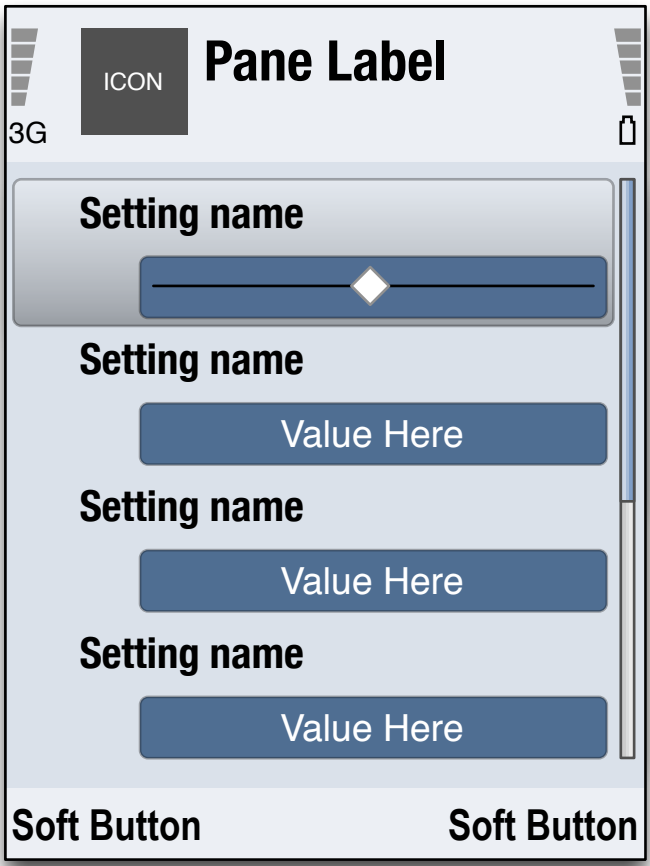 Pane Label
ICON
3G
Setting name
Setting name
Value Here
Setting name
Value Here
Setting name
Value Here
Soft Button
Soft Button